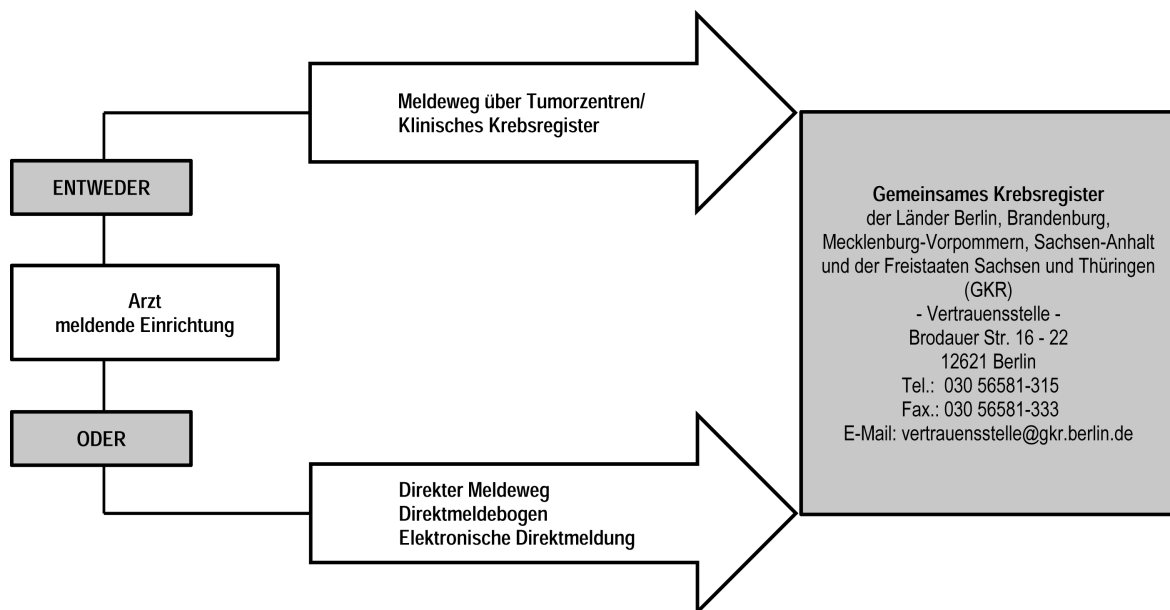 Meldeweg über Tumorzentren/
Klinisches Krebsregister
ENTWEDER
Arzt
meldende Einrichtung
ODER
Direkter Meldeweg
Direktmeldebogen
Elektronische Direktmeldung
Gemeinsames Krebsregister
der Länder Berlin, Brandenburg,
Mecklenburg-Vorpommern, Sachsen-Anhalt
und der Freistaaten Sachsen und Thüringen
(GKR)
- Vertrauensstelle -
Brodauer Str. 16 - 22
12621 Berlin
Tel.: 030 56581-315
Fax.: 030 56581-333
E-Mail: vertrauensstelle@gkr.berlin.de